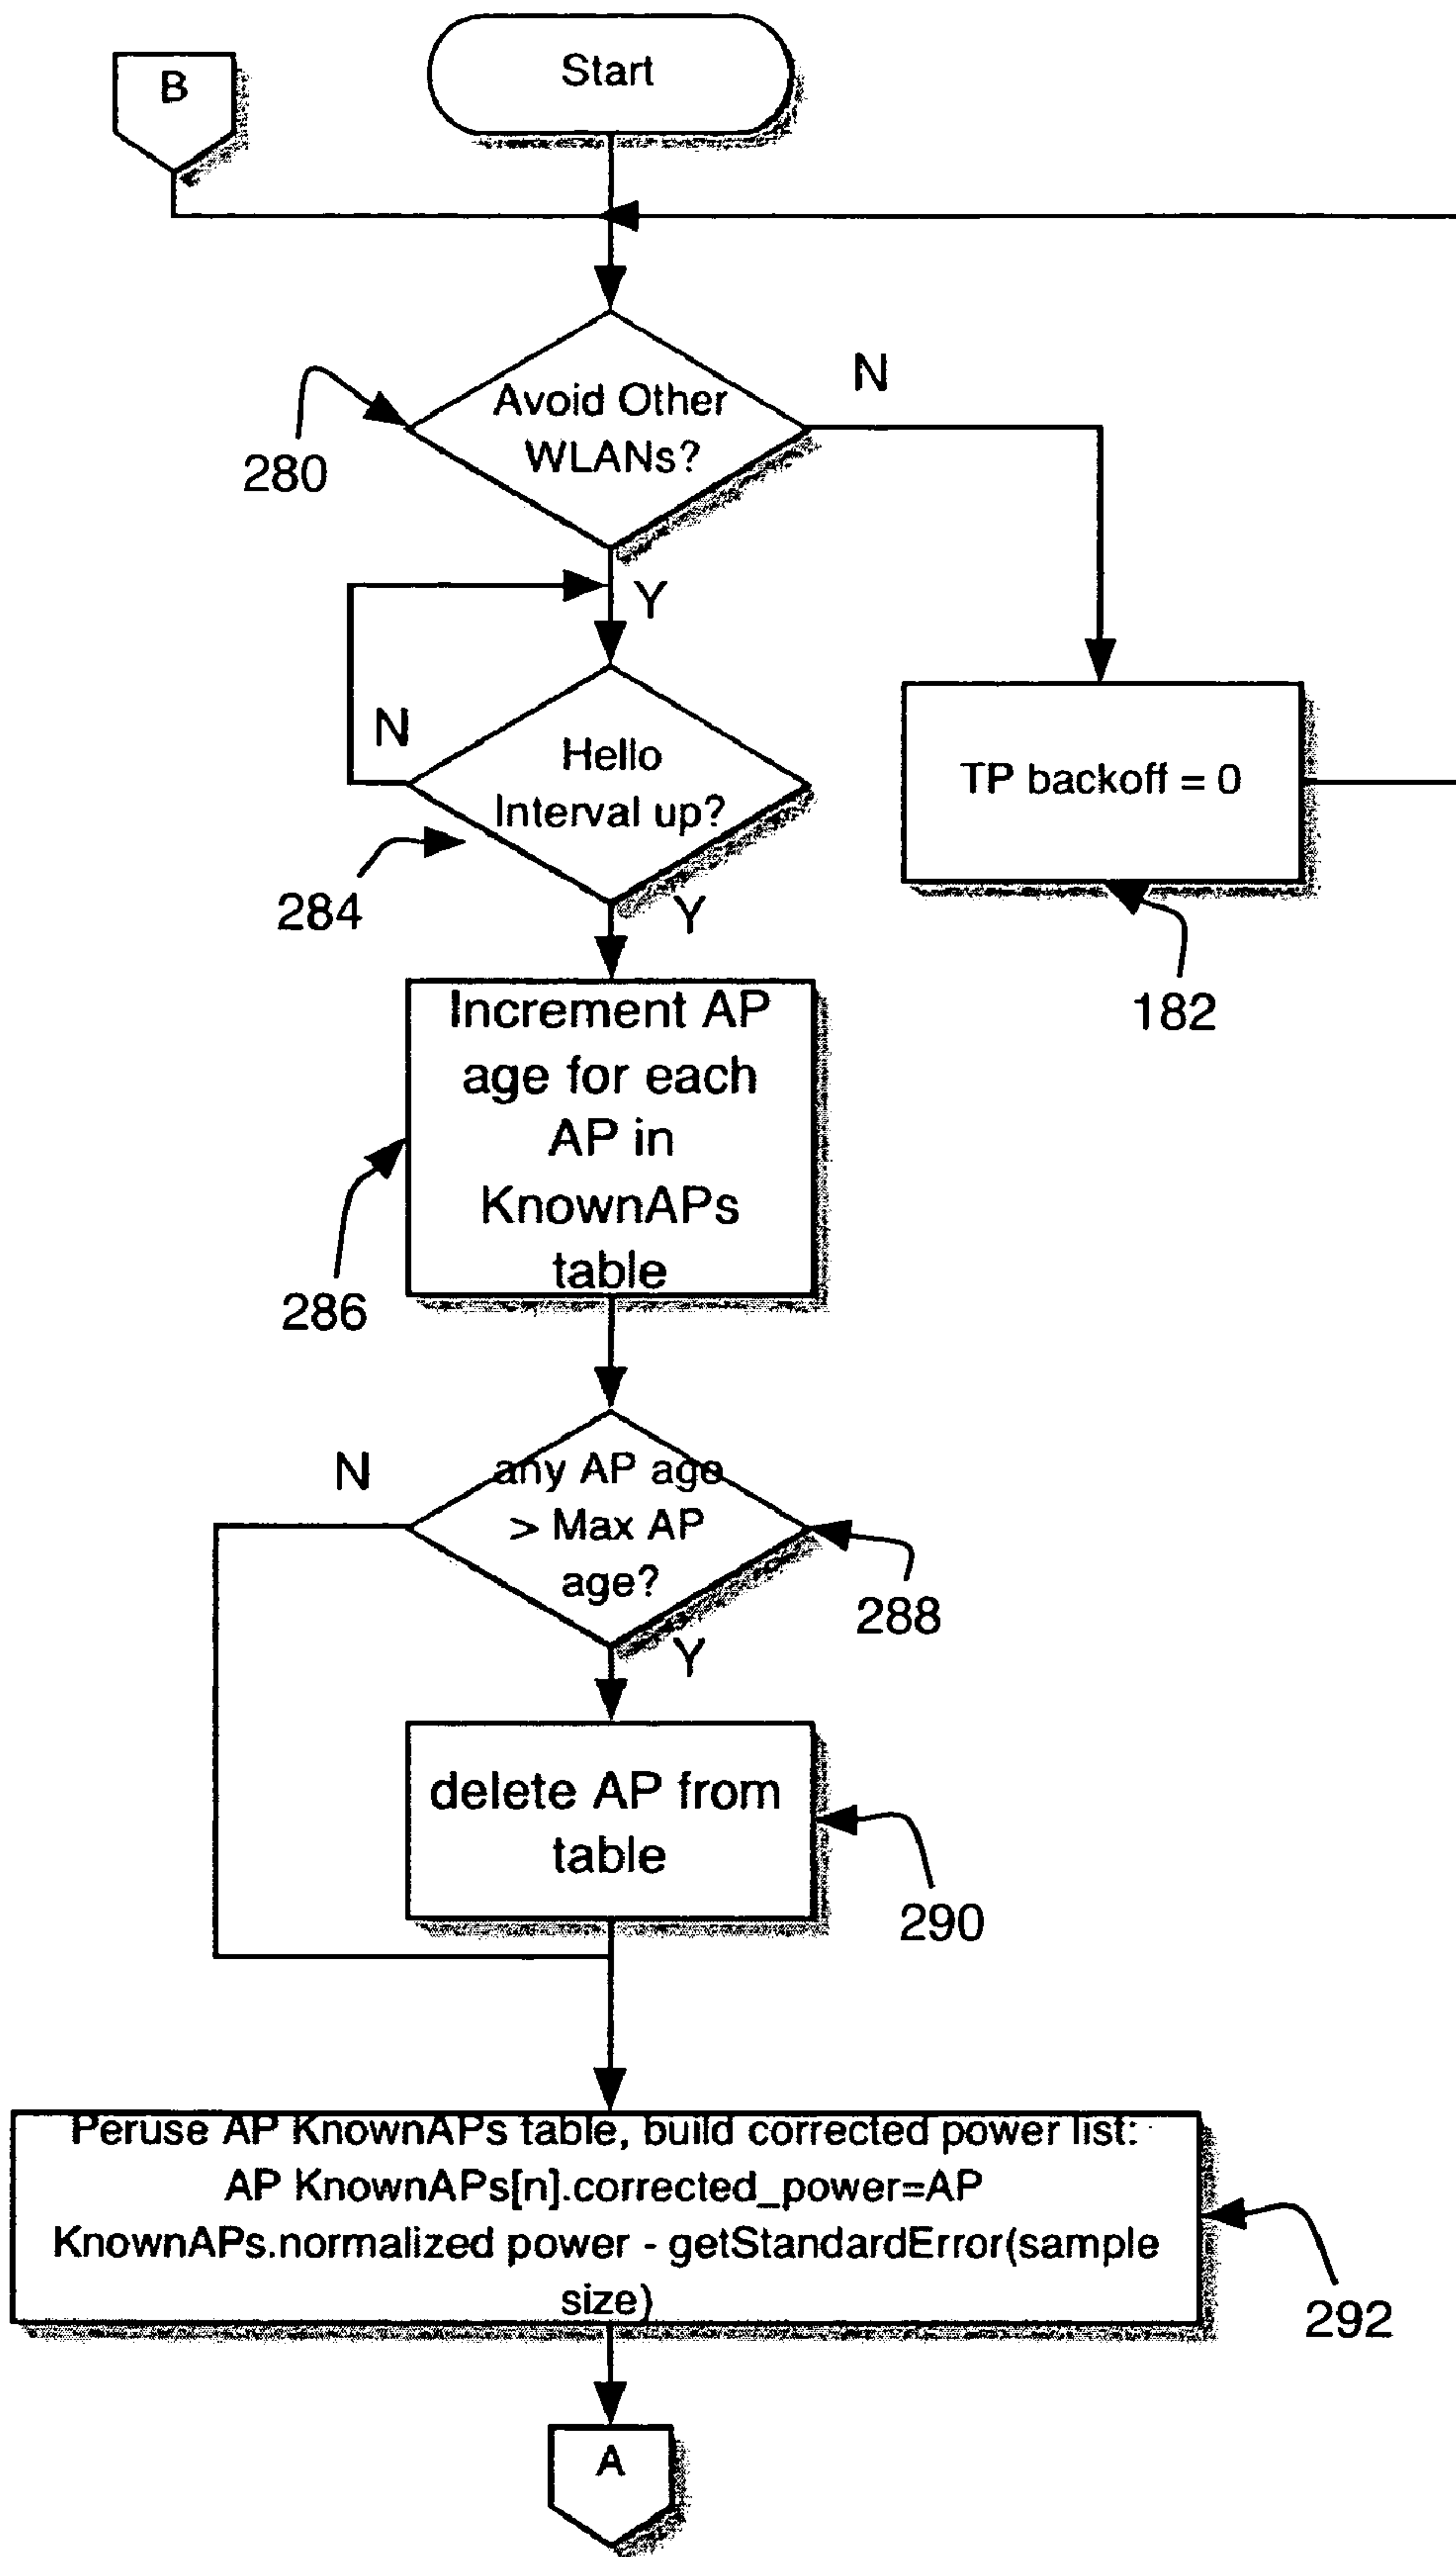 B
Start
Avoid Other
WLANs?
N
280
Y
N
Hello
Interval up?
284
Y
TP backoff = 0
182
Increment AP
age for each
AP in
KnownAPs
table
286
N
any AP age
> Max AP
age?
288
Y
delete AP from
table
290
Peruse AP KnownAPs table, build corrected power list:
AP KnownAPs[n].corrected_power=AP
KnownAPs.normalized power - getStandardError(sample
size)
292
A